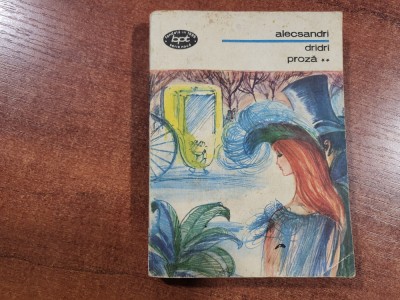 bpt
alecsandri
dridri
proză **